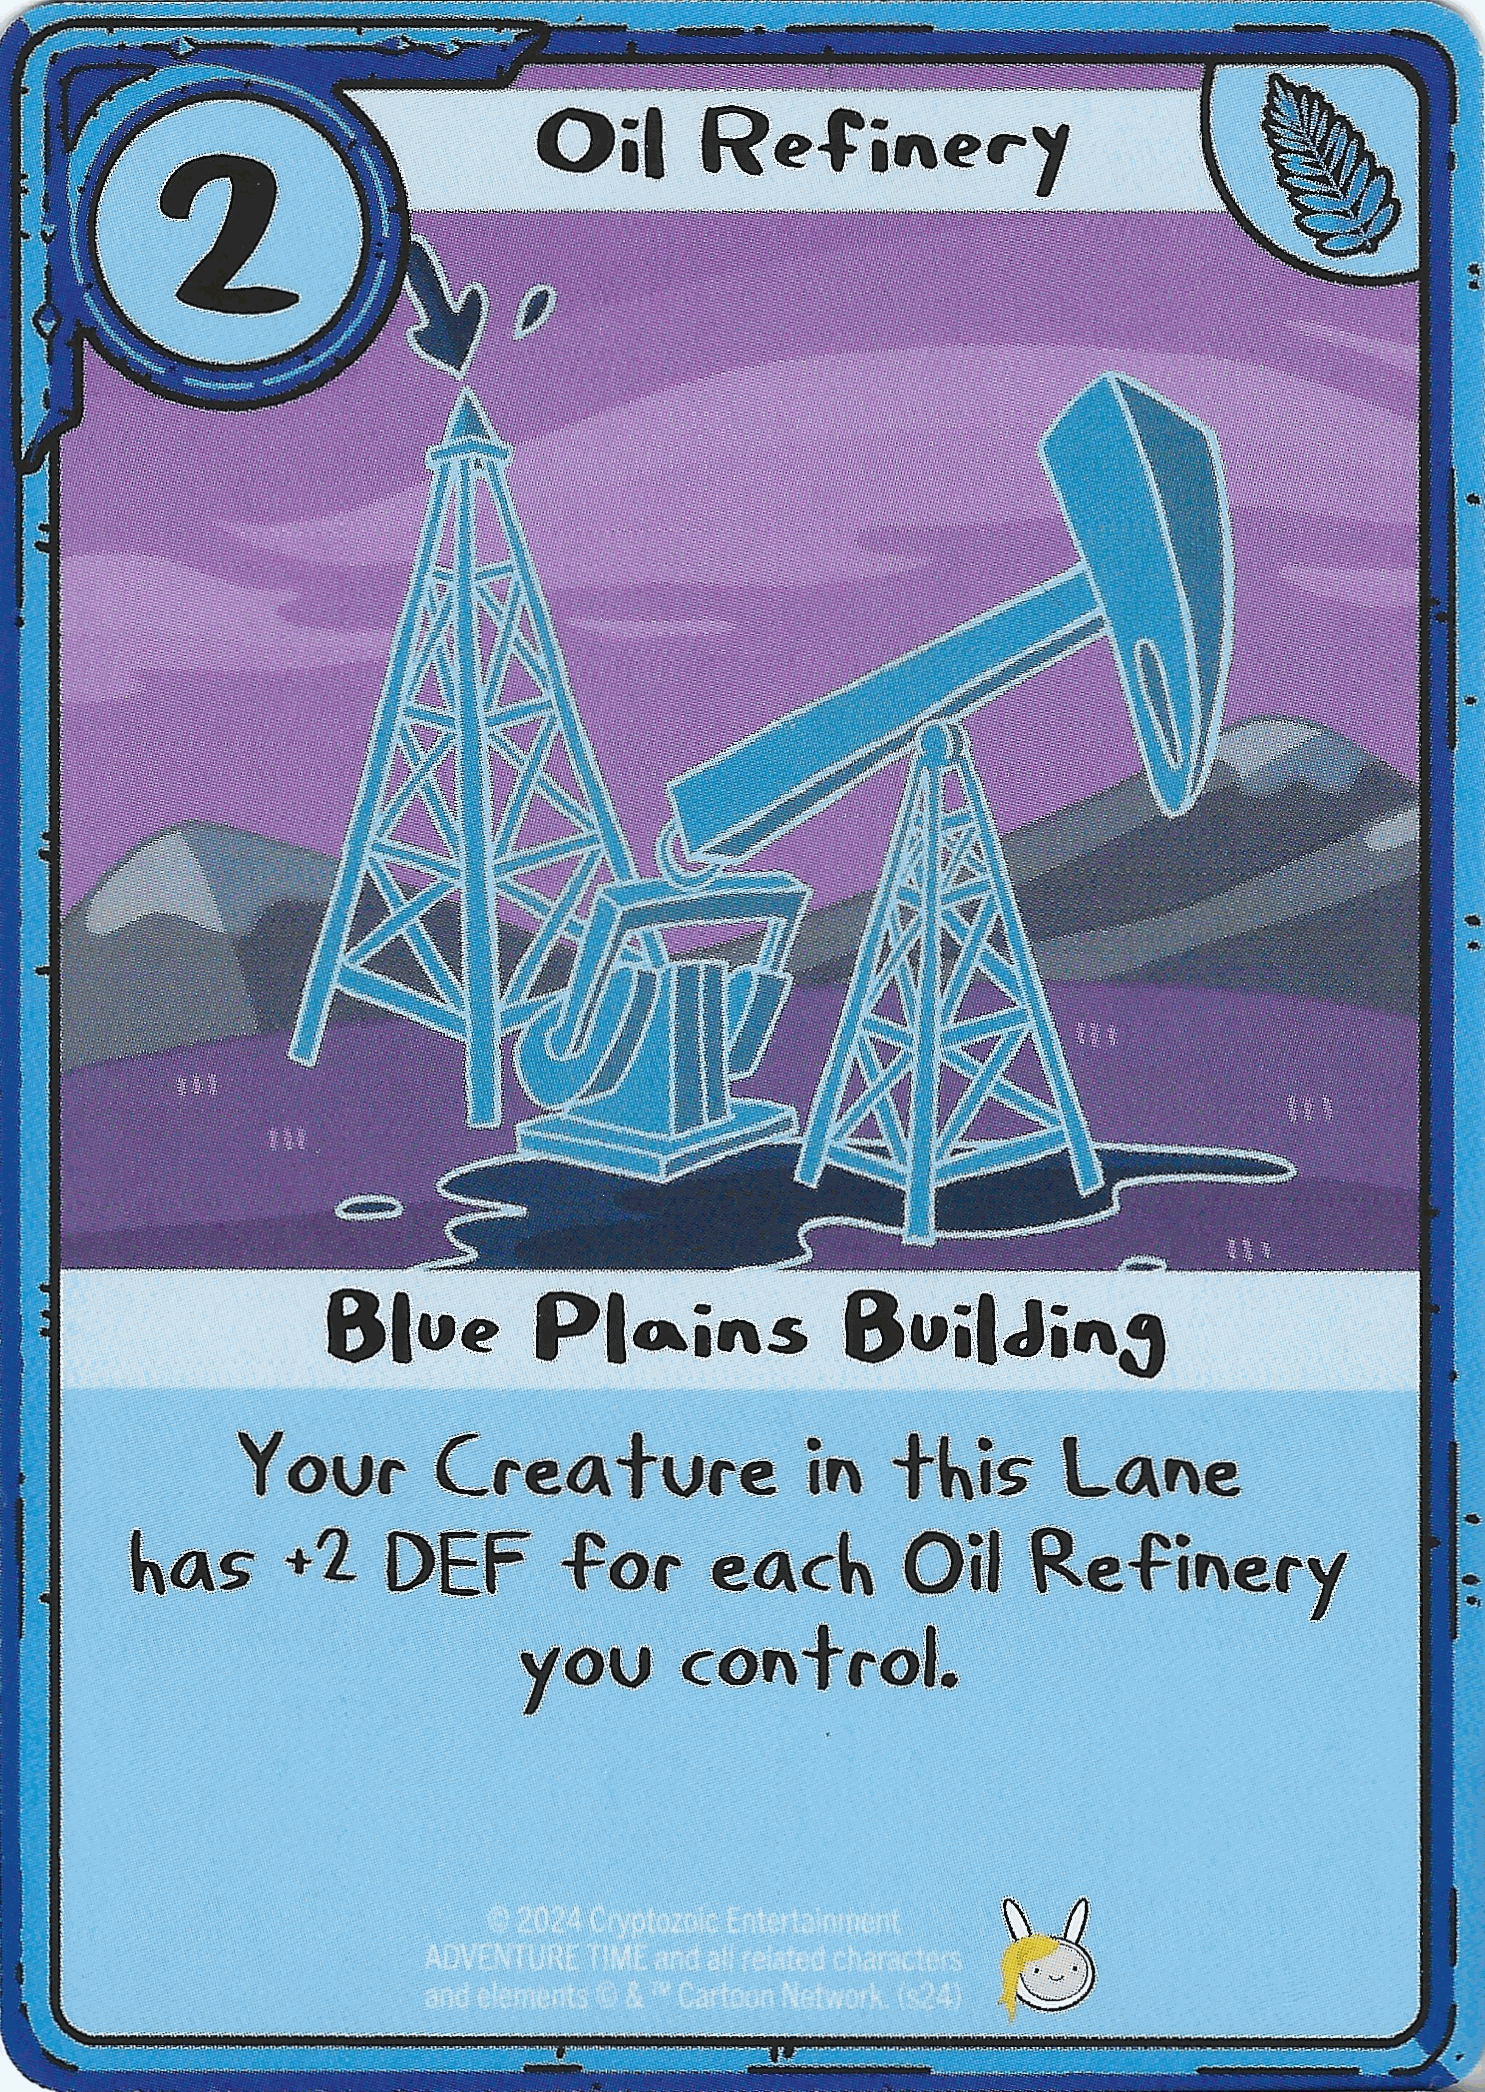 2
Oil Refinery
Blue Plains Building
Your Creature in this Lane
has +2 DEF for each Oil Refinery
you control.
© 2024 Cryptozoic Entertainment
ADVENTURE TIME and all related characters
and elements © & ™ Cartoon Network. (s24)